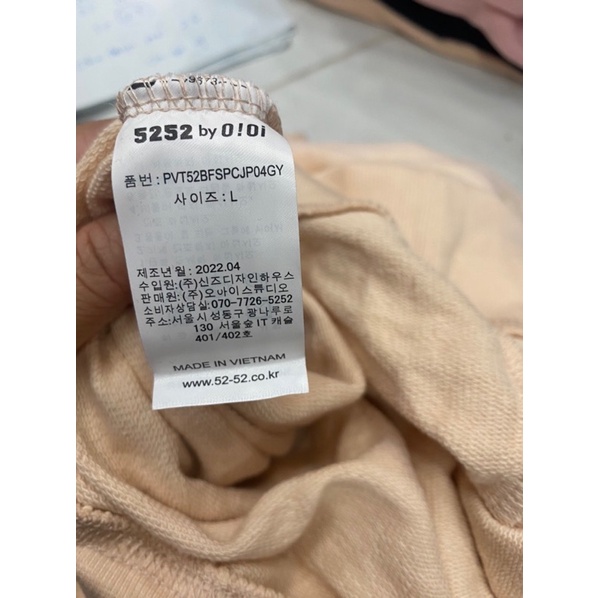 5252 by O!Oi
품번 : PVT52BFSPCJP04GY
사이즈 : L
제조년월 : 2022.04
수입원:(주)신즈디자인하우스
판매원:(주)오아이스튜디오
소비자상담실:070-7726-5252
주소:서울시성동구광나루로
130 서울숲IT캐슬
401/402호
MADE IN VIETNAM
www.52-52.co.kr